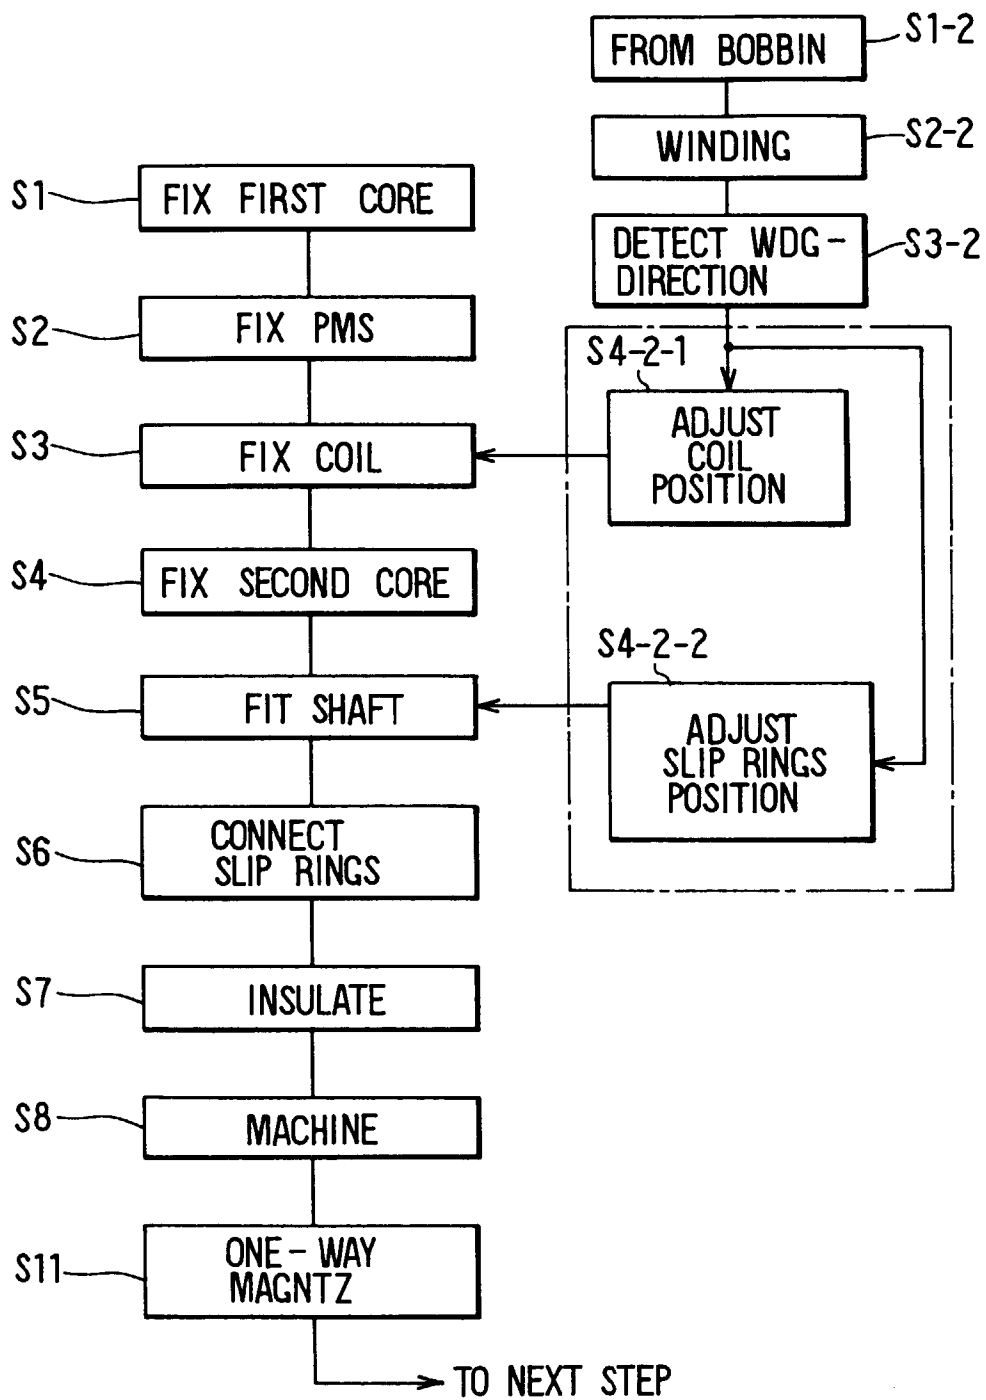 S1-2
FROM BOBBIN
S2-2
WINDING
S3-2
DETECT WDG-
DIRECTION
S1
FIX FIRST CORE
S2
FIX PMS
S3
FIX COIL
S4-2-1
ADJUST
COIL
POSITION
S4
FIX SECOND CORE
S4-2-2
ADJUST
SLIP RINGS
POSITION
S5
FIT SHAFT
S6
CONNECT
SLIP RINGS
S7
INSULATE
S8
MACHINE
S11
ONE-WAY
MAGNTZ
TO NEXT STEP